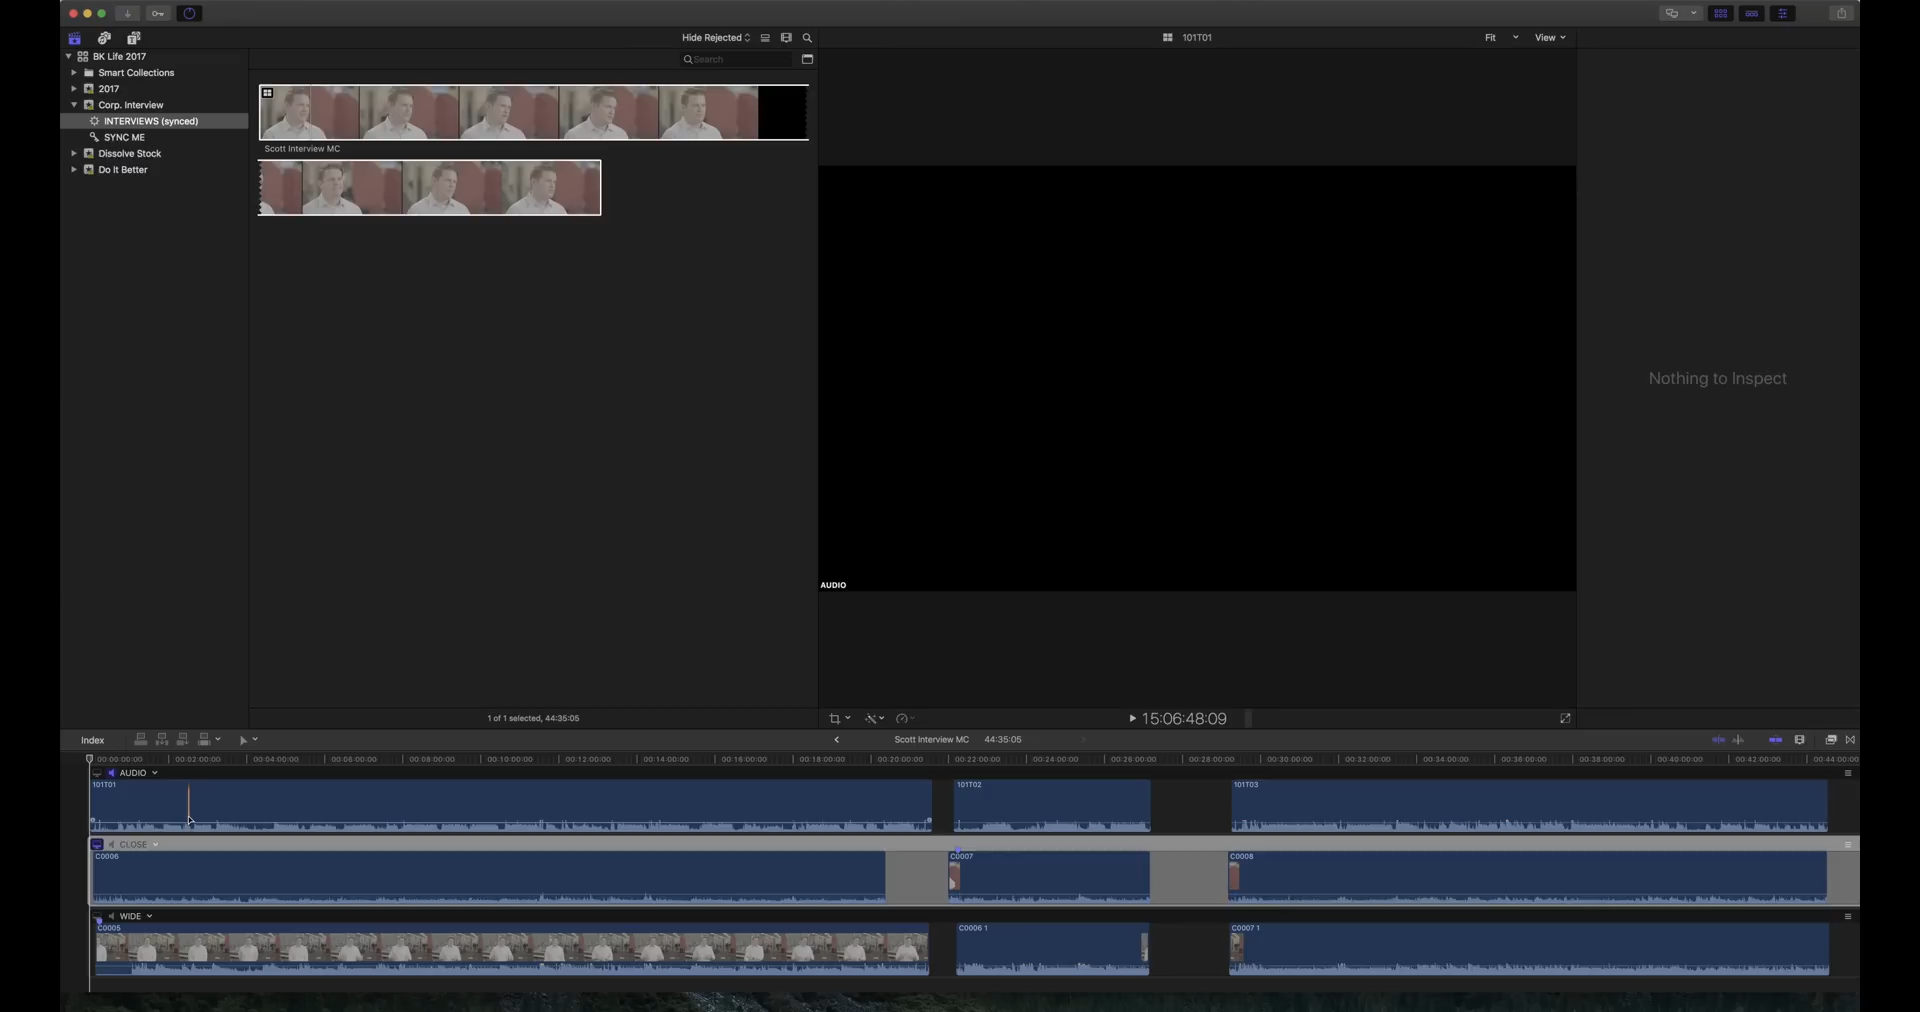 Hide Rejected
101T01
Fit
View
BK Life 2017
Search
Smart Collections
2017
Corp. Interview
INTERVIEWS (synced)
SYNC ME
Scott Interview MC
Dissolve Stock
Do It Better
Nothing to Inspect
AUDIO
1 of 1 selected, 44:35:05
15:06:48:09
Index
Scott Interview MC 44:35:05
00:00:00:00 00:02:00:00 00:04:00:00 00:06:00:00 00:08:00:00 00:10:00:00 00:12:00:00 00:14:00:00 00:16:00:00 00:18:00:00 00:20:00:00 00:22:00:00 00:24:00:00 00:26:00:00 00:28:00:00 00:30:00:00 00:32:00:00 00:34:00:00 00:36:00:00 00:38:00:00 00:40:00:00 00:42:00:00 00:44:00:00
AUDIO
101T01 101T02 101T03
CLOSE
C0006 C0007 C0008
WIDE
C0005 C0006 1 C0007 1